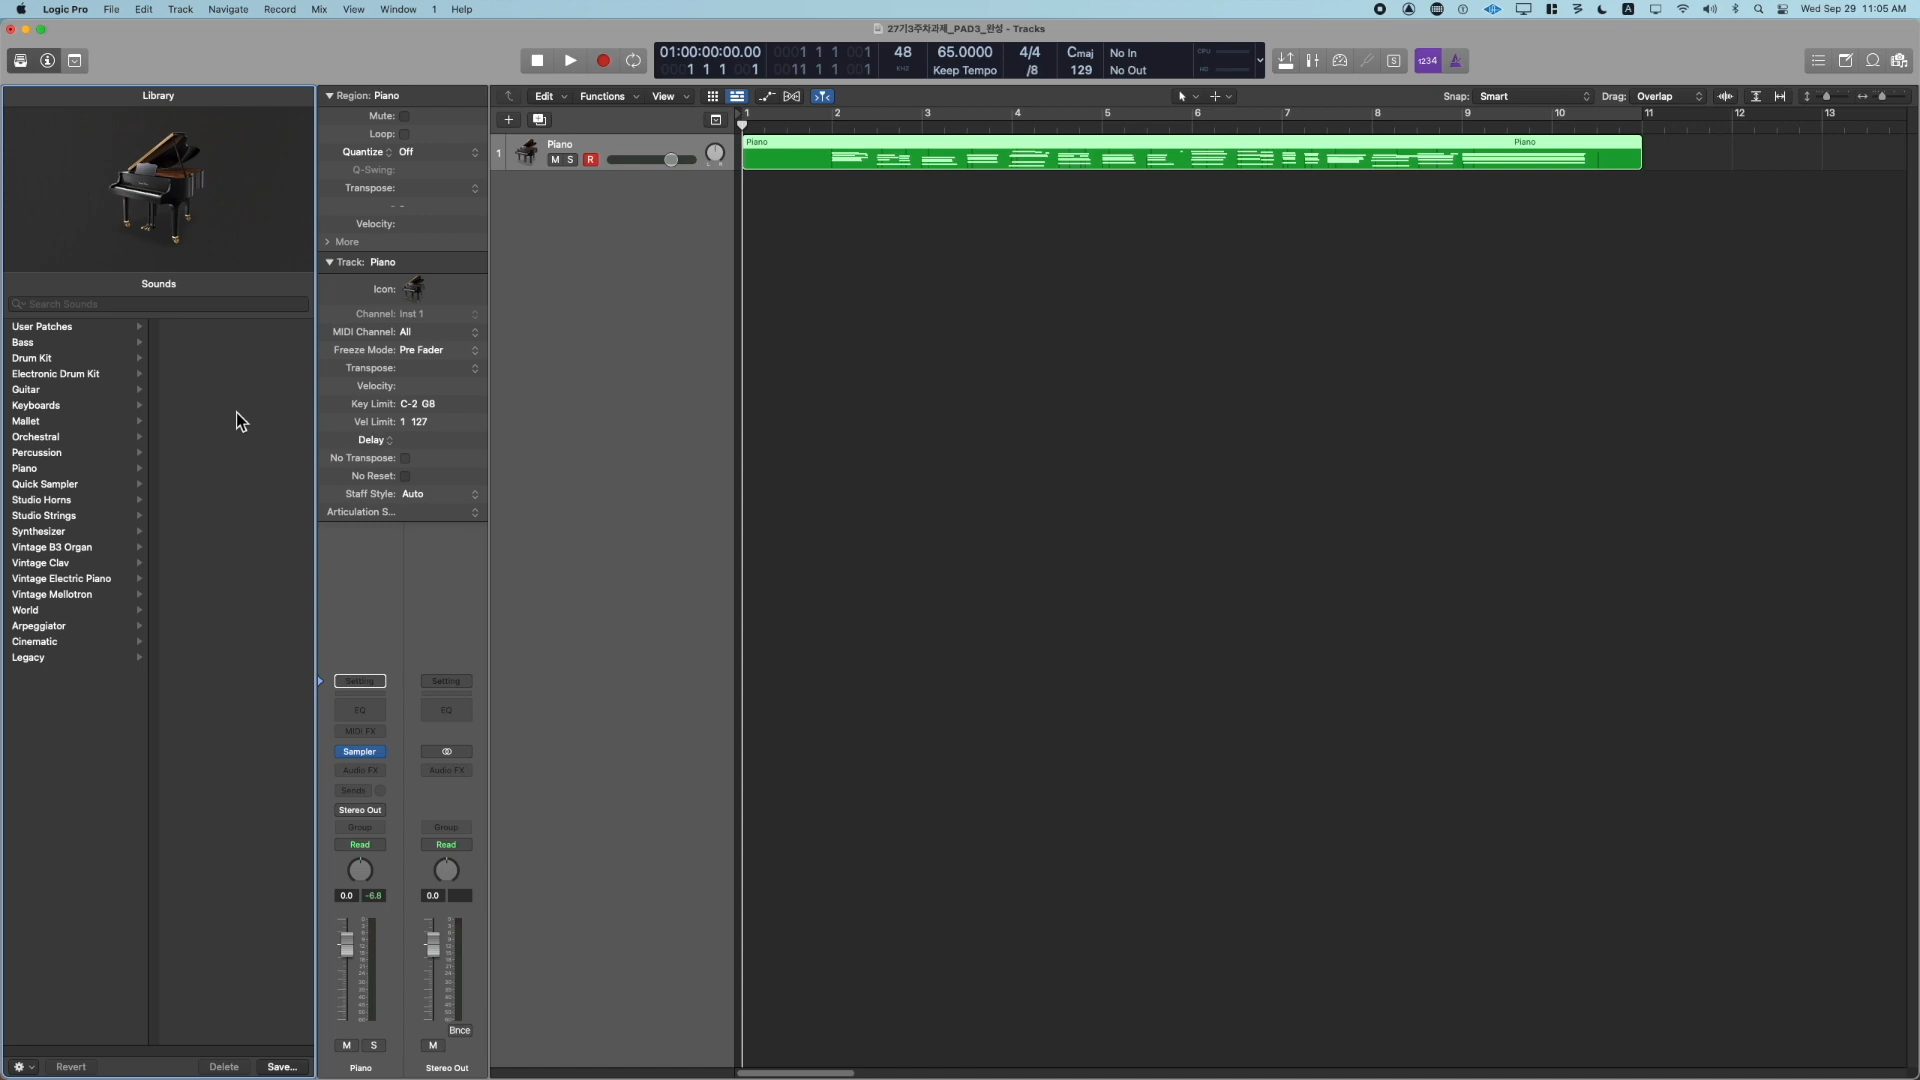 Logic Pro File Edit Track Navigate Record Mix View Window 1 Help
Wed Sep 29 11:05 AM
27기3주차과제_PAD3_완성 - Tracks
01:00:00:00.00
1 1 1 001
0001 1 1 001
0011 1 1 001
48
KHZ
65.0000
Keep Tempo
4/4
/8
Cmaj
129
No In
No Out
CPU
HD
S
1234
Library
Sounds
Search Sounds
User Patches
Bass
Drum Kit
Electronic Drum Kit
Guitar
Keyboards
Mallet
Orchestral
Percussion
Piano
Quick Sampler
Studio Horns
Studio Strings
Synthesizer
Vintage B3 Organ
Vintage Clav
Vintage Electric Piano
Vintage Mellotron
World
Arpeggiator
Cinematic
Legacy
Revert
Delete
Save...
Region: Piano
Mute:
Loop:
Quantize Off
Q-Swing:
Transpose:
- -
Velocity:
More
Track: Piano
Icon:
Channel: Inst 1
MIDI Channel: All
Freeze Mode: Pre Fader
Transpose:
Velocity:
Key Limit: C-2 G8
Vel Limit: 1 127
Delay
No Transpose:
No Reset:
Staff Style: Auto
Articulation S...
Setting Setting
EQ EQ
MIDI FX
Sampler
Audio FX Audio FX
Sends
Stereo Out
Group Group
Read Read
0.0 -6.8 0.0
Bnce
M S M
Piano Stereo Out
Edit Functions View
Snap: Smart Drag: Overlap
1 2 3 4 5 6 7 8 9 10 11 12 13
1
Piano
M S R
L R
Piano Piano